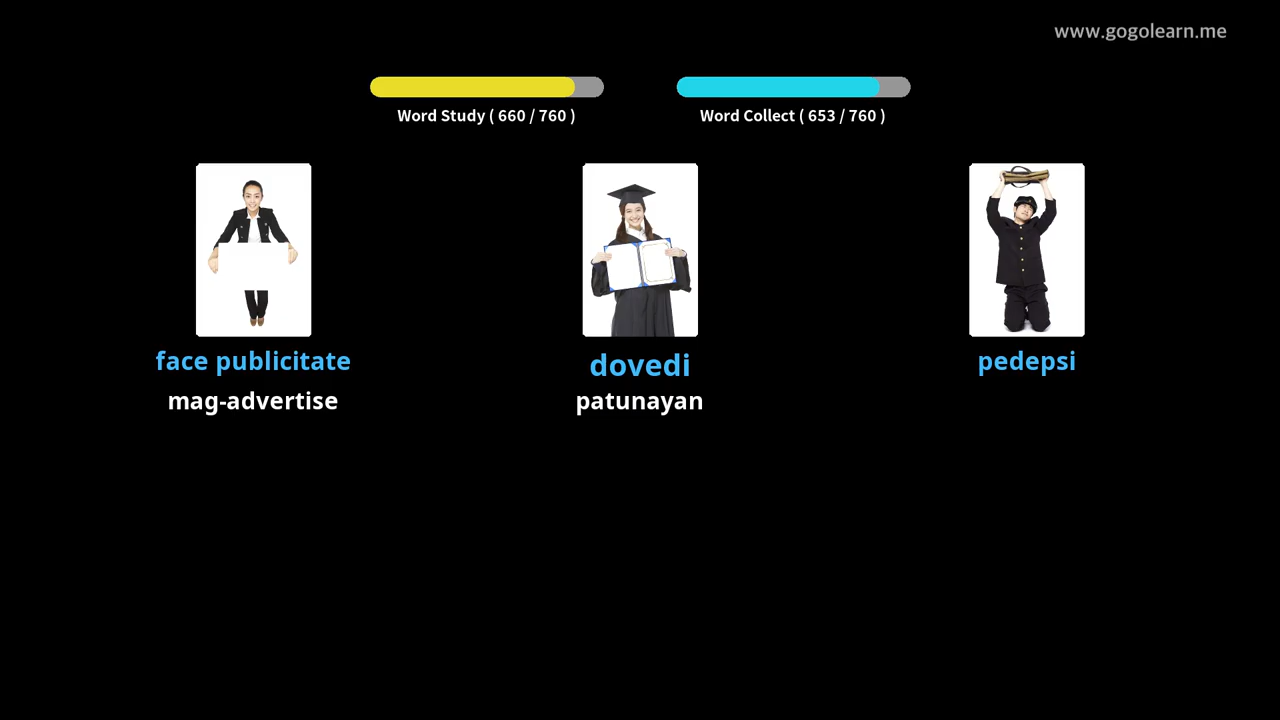 www.gogolearn.me
Word Study ( 660 / 760 )
Word Collect ( 653 / 760 )
face publicitate
dovedi
pedepsi
mag-advertise
patunayan